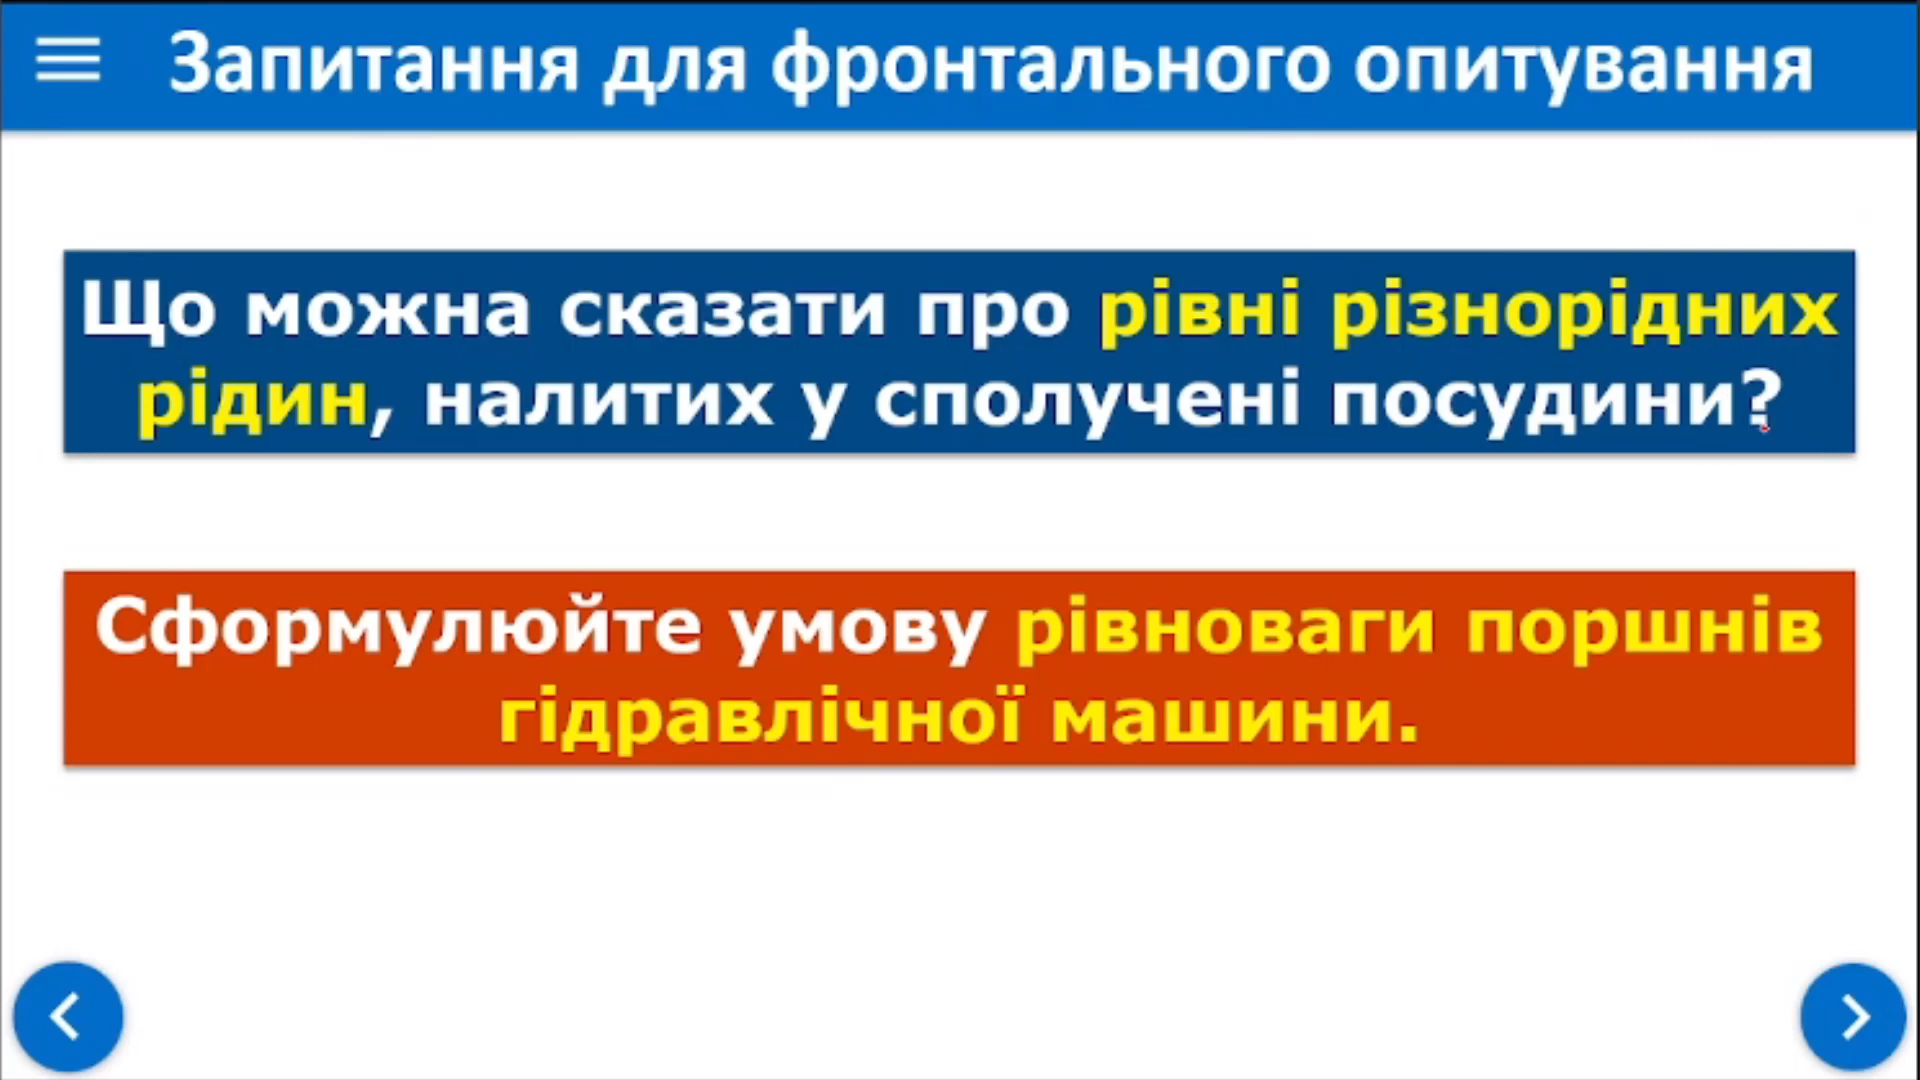 Запитання для фронтального опитування
Що можна сказати про рівні різнорідних
рідин, налитих у сполучені посудини?
Сформулюйте умову рівноваги поршнів
гідравлічної машини.